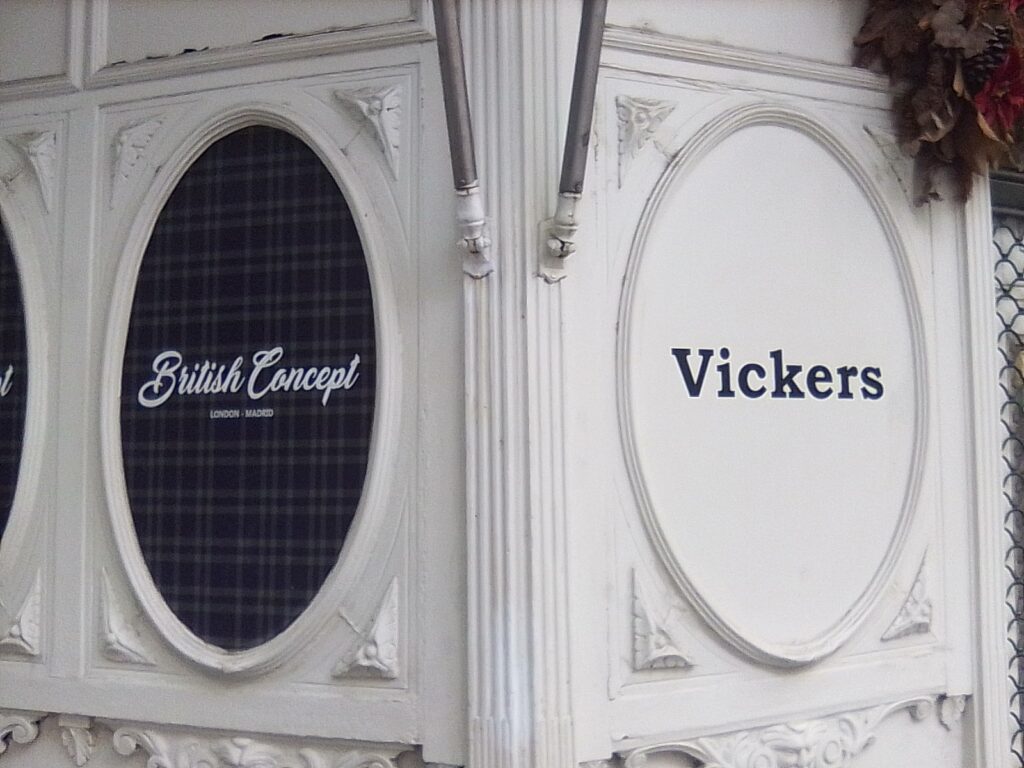 British Concept
LONDON - MADRID
Vickers